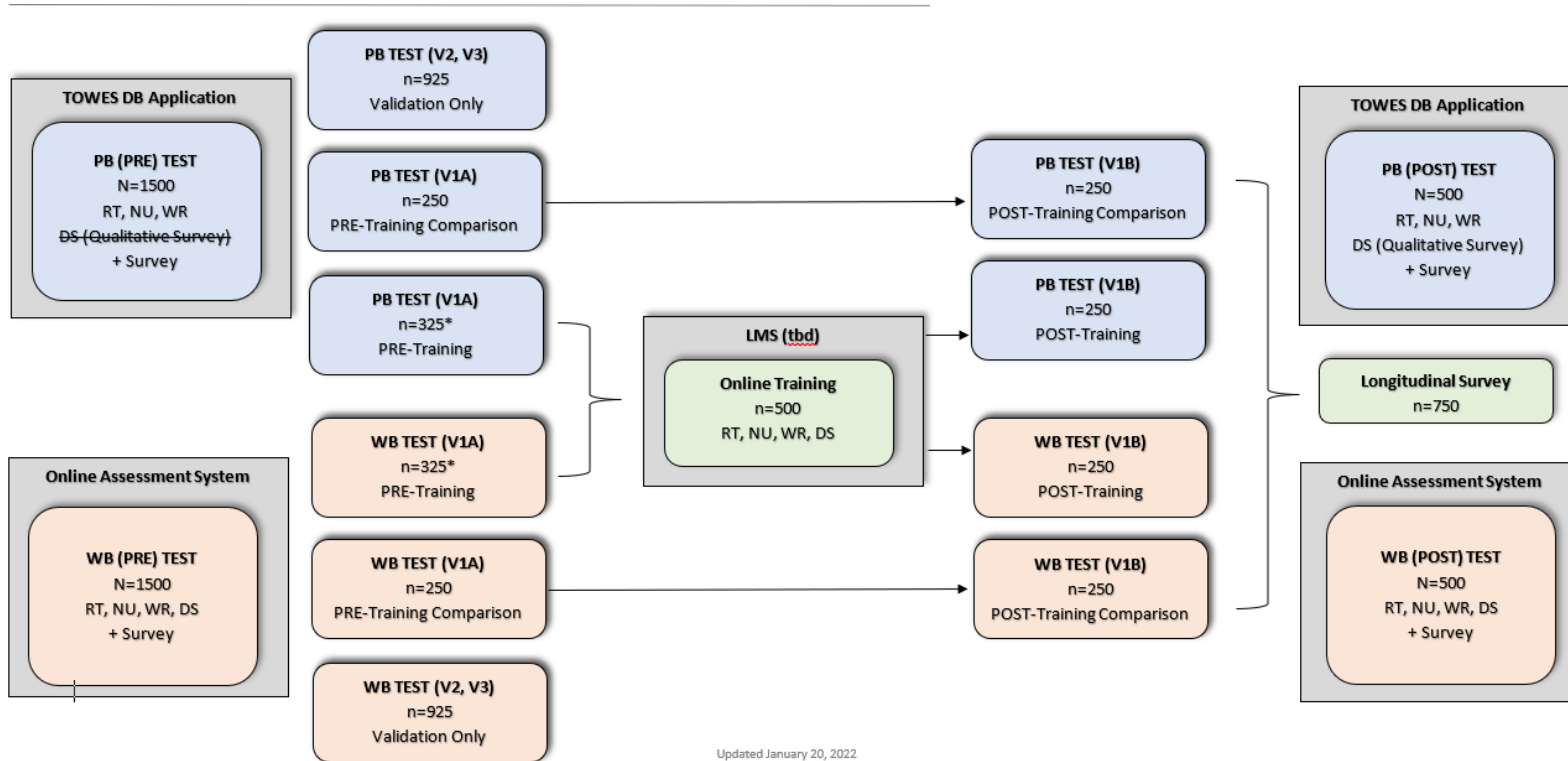 TOWES DB Application
PB (PRE) TEST
N=1500
RT, NU, WR
DS (Qualitative Survey)
+ Survey
Online Assessment System
WB (PRE) TEST
N=1500
RT, NU, WR, DS
+ Survey
PB TEST (V2, V3)
n=925
Validation Only
PB TEST (V1A)
n=250
PRE-Training Comparison
PB TEST (V1A)
n=325*
PRE-Training
WB TEST (V1A)
n=325*
PRE-Training
WB TEST (V1A)
n=250
PRE-Training Comparison
WB TEST (V2, V3)
n=925
Validation Only
LMS (tbd)
Online Training
n=500
RT, NU, WR, DS
PB TEST (V1B)
n=250
POST-Training Comparison
PB TEST (V1B)
n=250
POST-Training
WB TEST (V1B)
n=250
POST-Training
WB TEST (V1B)
n=250
POST-Training Comparison
TOWES DB Application
PB (POST) TEST
N=500
RT, NU, WR
DS (Qualitative Survey)
+ Survey
Longitudinal Survey
n=750
Online Assessment System
WB (POST) TEST
N=500
RT, NU, WR, DS
+ Survey
Updated January 20, 2022